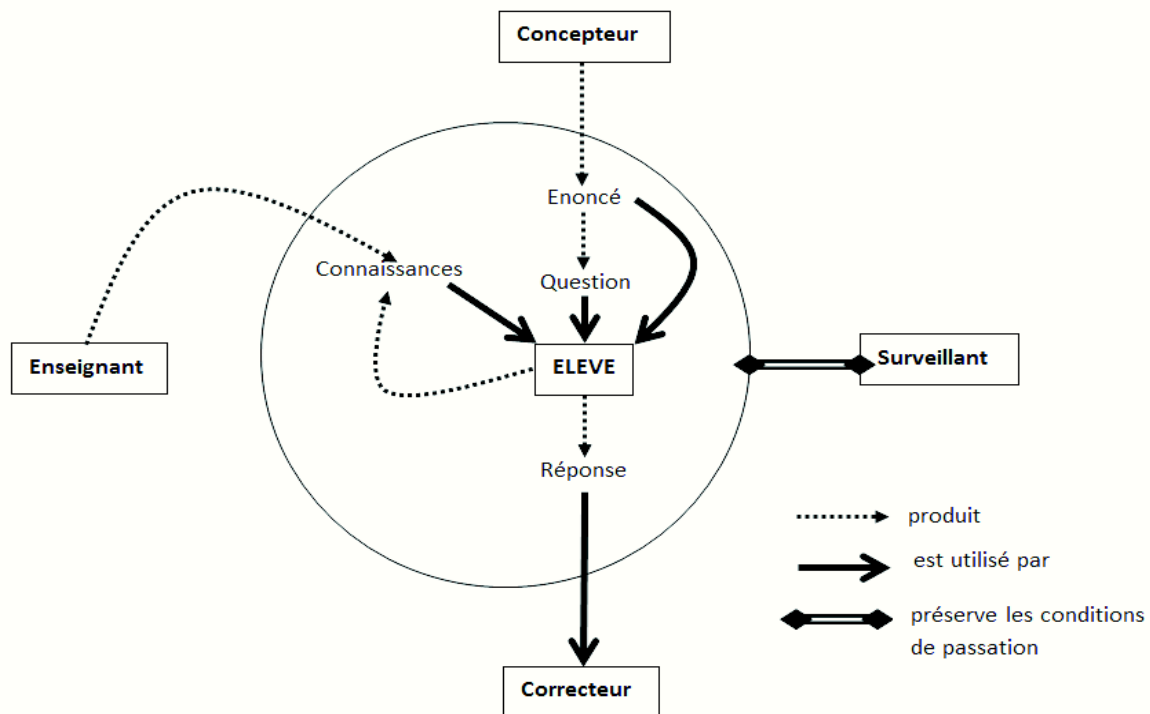 Concepteur
Enoncé
Connaissances
Question
Enseignant
ELEVE
Surveillant
Réponse
produit
est utilisé par
préserve les conditions
de passation
Correcteur